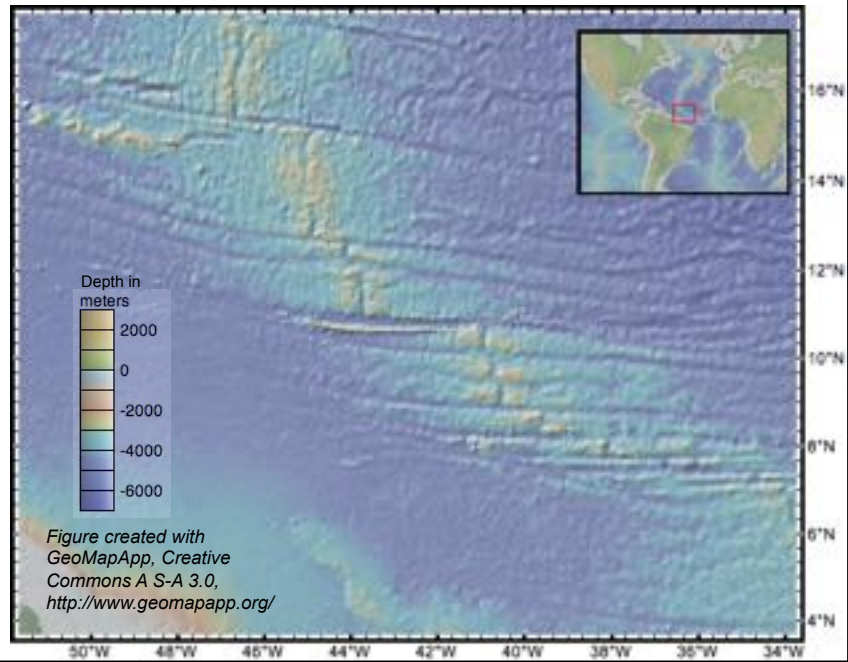 16°N
14°N
12°N
10°N
8°N
6°N
4°N
Depth in
meters
2000
0
-2000
-4000
-6000
Figure created with
GeoMapApp, Creative
Commons A S-A 3.0,
http://www.geomapapp.org/
50°W 48°W 46°W 44°W 42°W 40°W 38°W 36°W 34°W